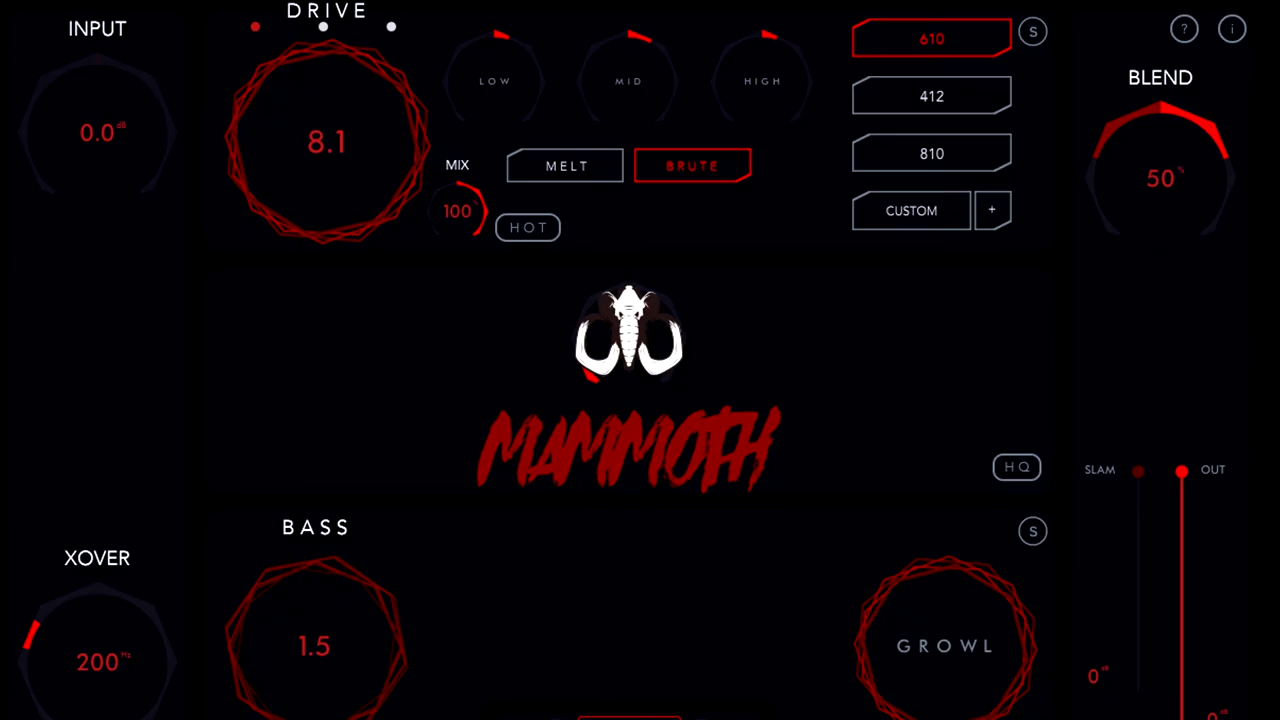 DRIVE
INPUT
0.0 dB
8.1
LOW
MID
HIGH
610
S
412
810
CUSTOM
+
MIX
100
MELT
BRUTE
HOT
?
i
BLEND
50 %
MAMMOTH
HQ
SLAM
OUT
BASS
S
XOVER
200 Hz
1.5
GROWL
0 dB